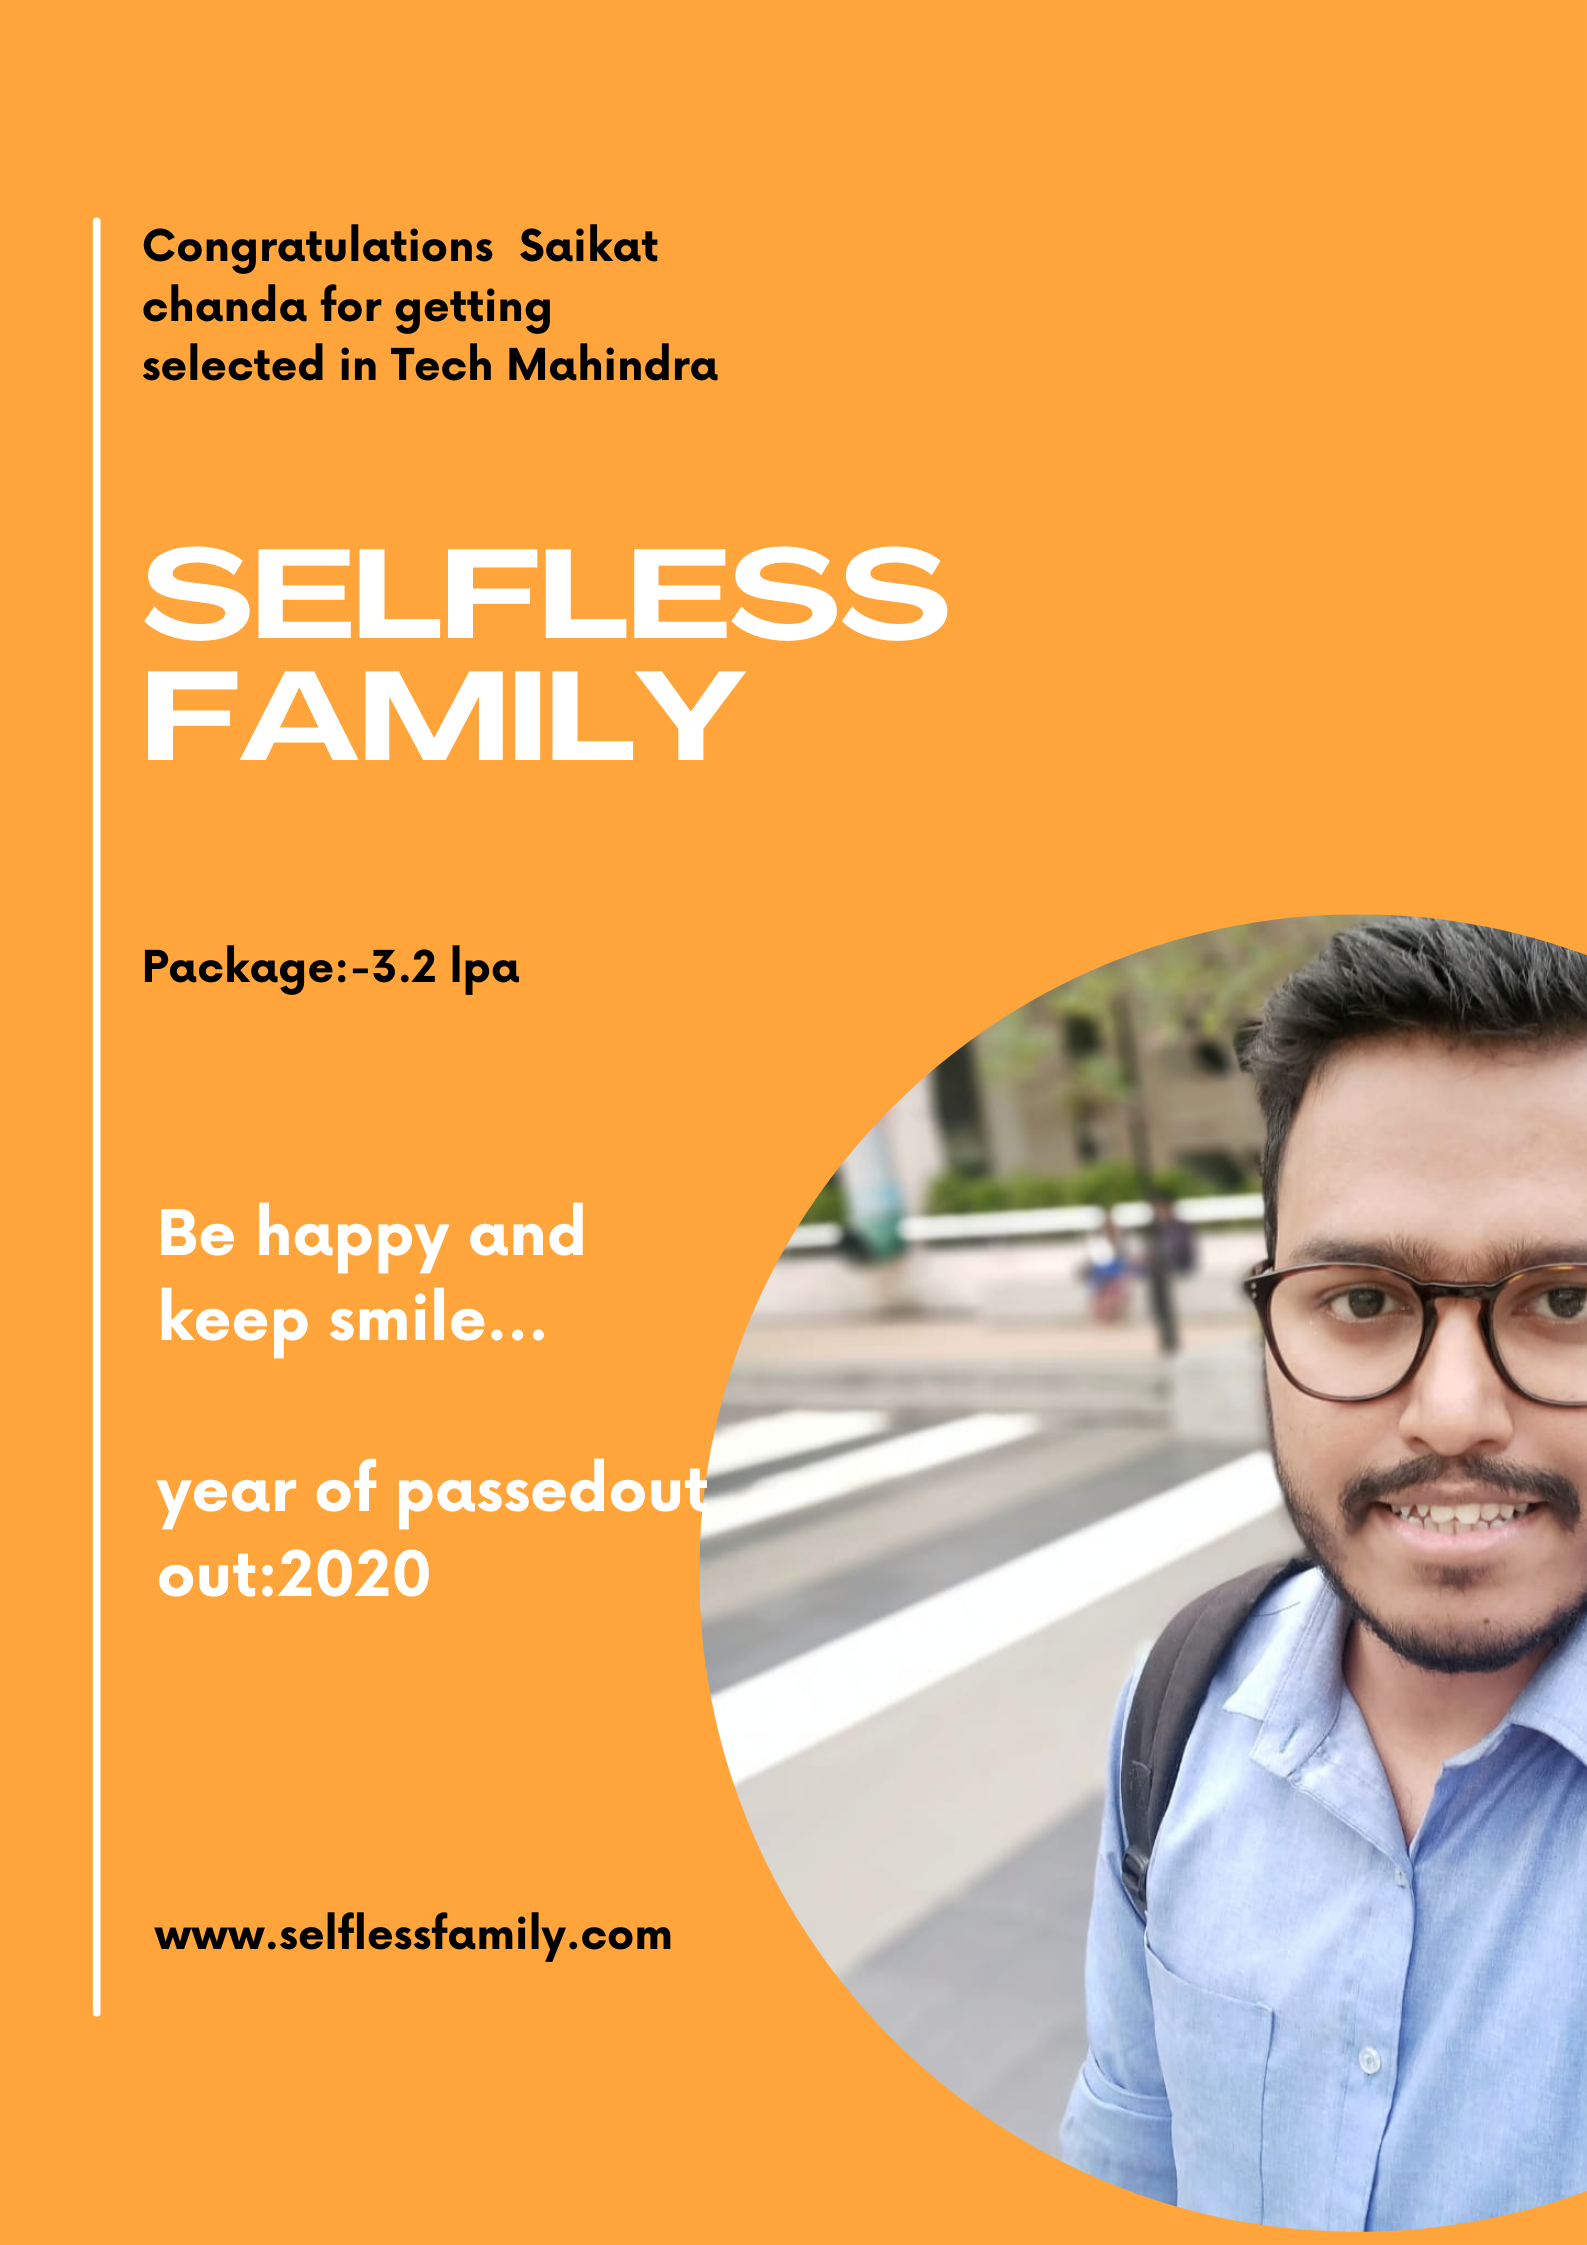 Congratulations  Saikat
chanda for getting
selected in Tech Mahindra
SELFLESS
FAMILY
Package:-3.2 lpa
Be happy and
keep smile...
year of passedout
out:2020
www.selflessfamily.com